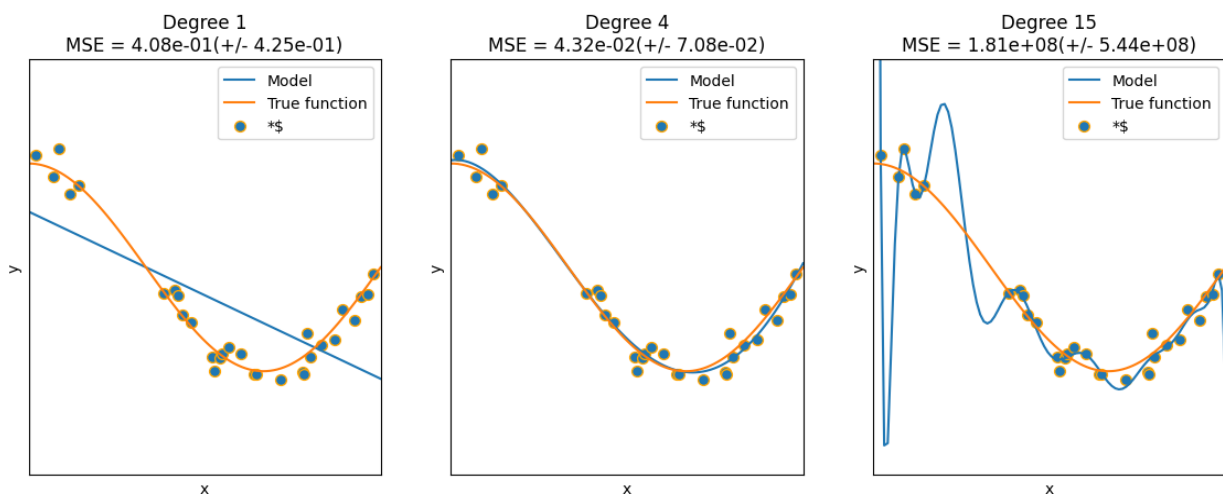 Degree 1
MSE = 4.08e-01(+/- 4.25e-01)
Model
True function
*$
y
x
Degree 4
MSE = 4.32e-02(+/- 7.08e-02)
Model
True function
*$
y
x
Degree 15
MSE = 1.81e+08(+/- 5.44e+08)
Model
True function
*$
y
x